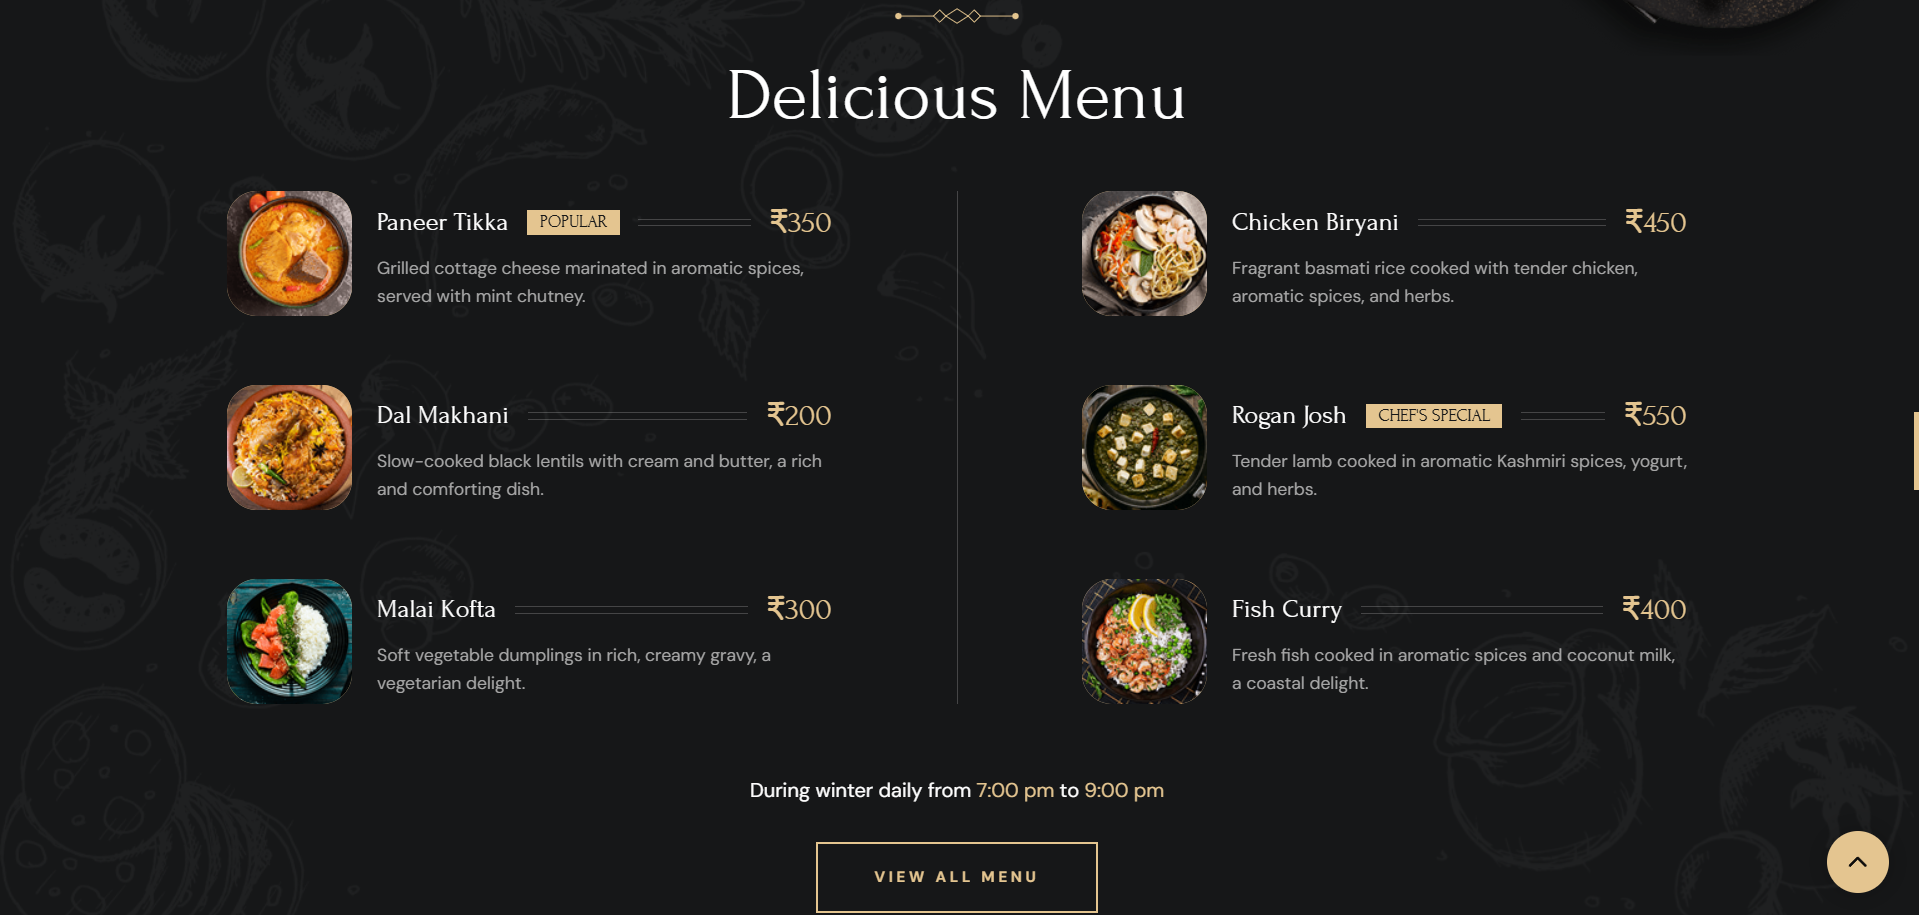 Delicious Menu
Paneer Tikka POPULAR ₹350
Grilled cottage cheese marinated in aromatic spices,
served with mint chutney.
Dal Makhani ₹200
Slow-cooked black lentils with cream and butter, a rich
and comforting dish.
Malai Kofta ₹300
Soft vegetable dumplings in rich, creamy gravy, a
vegetarian delight.
Chicken Biryani ₹450
Fragrant basmati rice cooked with tender chicken,
aromatic spices, and herbs.
Rogan Josh CHEF'S SPECIAL ₹550
Tender lamb cooked in aromatic Kashmiri spices, yogurt,
and herbs.
Fish Curry ₹400
Fresh fish cooked in aromatic spices and coconut milk,
a coastal delight.
During winter daily from 7:00 pm to 9:00 pm
VIEW ALL MENU